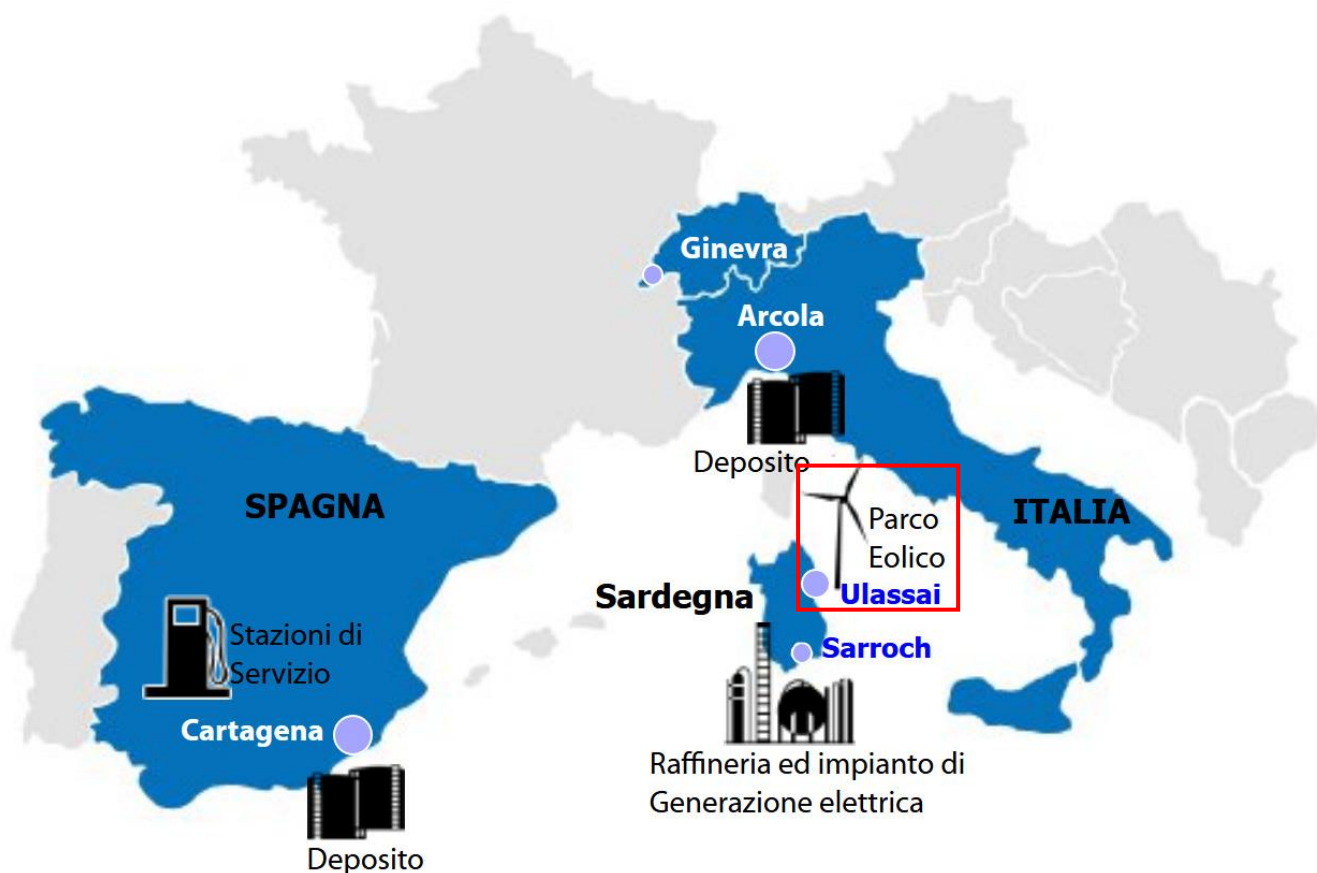 Ginevra
Arcola
Deposito
SPAGNA
ITALIA
Parco
Eolico
Sardegna
Ulassai
Stazioni di
Servizio
Sarroch
Cartagena
Raffineria ed impianto di
Generazione elettrica
Deposito